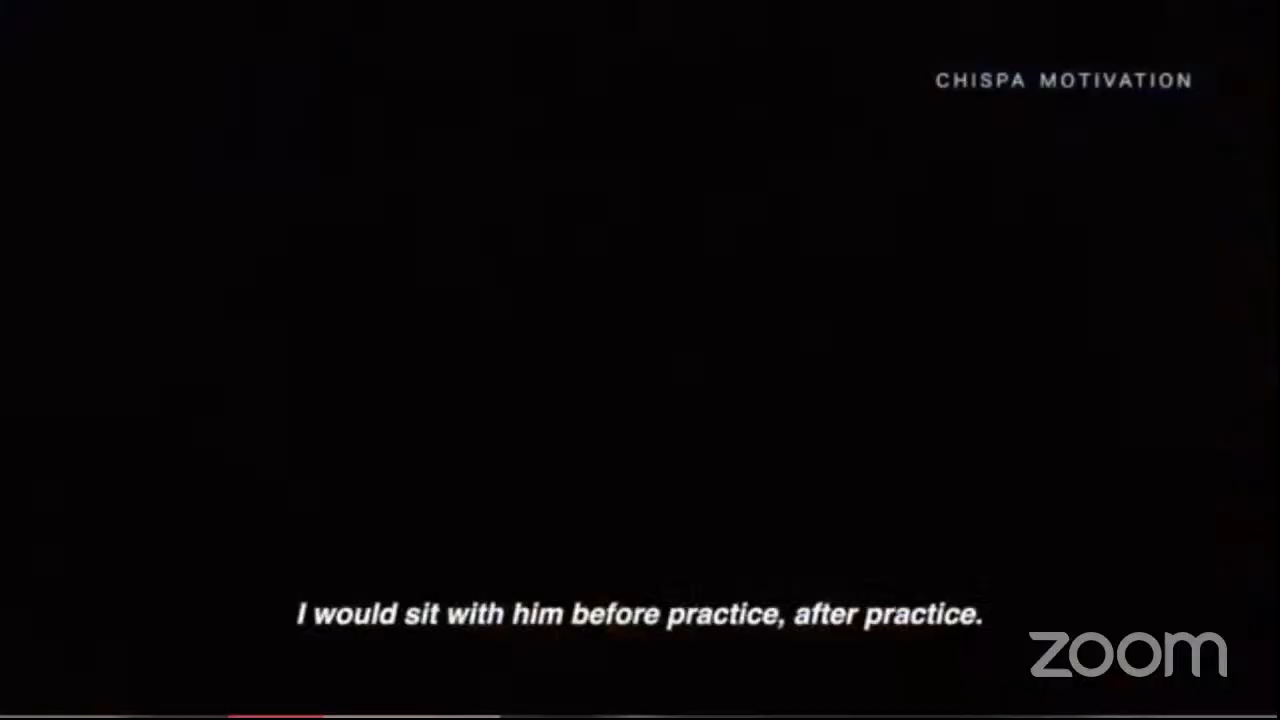 CHISPA MOTIVATION
I would sit with him before practice, after practice.
zoom